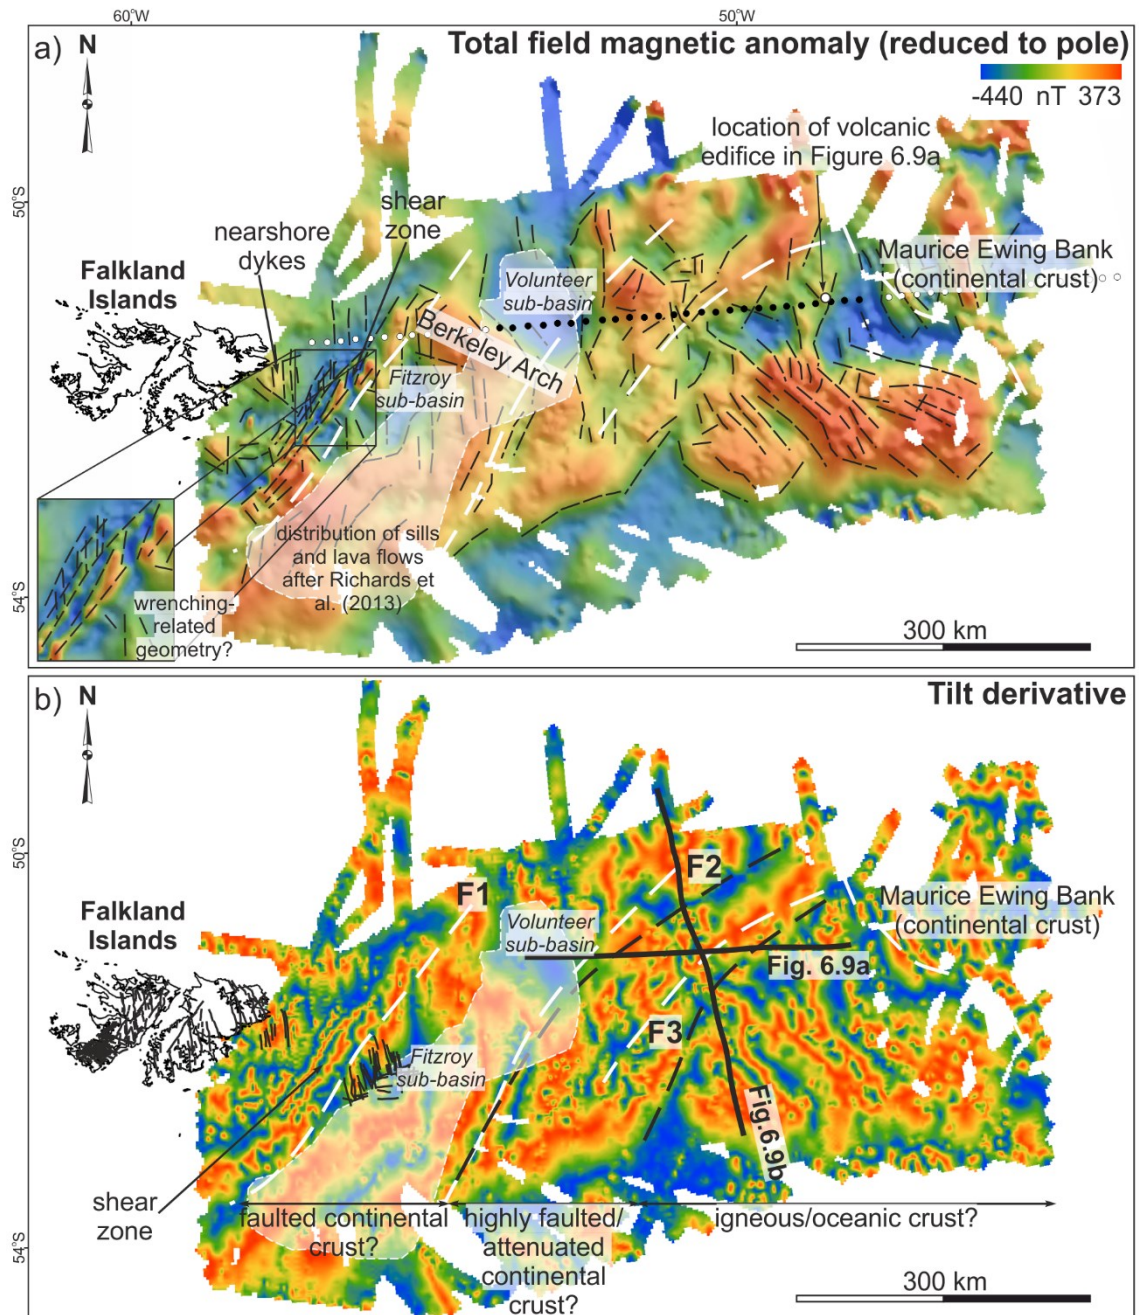 60°W
50°W
a)
N
Total field magnetic anomaly (reduced to pole)
-440 nT 373
location of volcanic
edifice in Figure 6.9a
50°S
shear
zone
nearshore
dykes
Maurice Ewing Bank
(continental crust)
Falkland
Islands
Volunteer
sub-basin
Berkeley Arch
Fitzroy
sub-basin
distribution of sills
and lava flows
after Richards et
al. (2013)
54°S
wrenching-
related
geometry?
300 km
b)
N
Tilt derivative
50°S
F1
F2
Maurice Ewing Bank
(continental crust)
Falkland
Islands
Volunteer
sub-basin
Fig. 6.9a
F3
Fitzroy
sub-basin
Fig.6.9b
shear
zone
faulted continental
crust?
highly faulted/
attenuated
continental
crust?
igneous/oceanic crust?
54°S
300 km